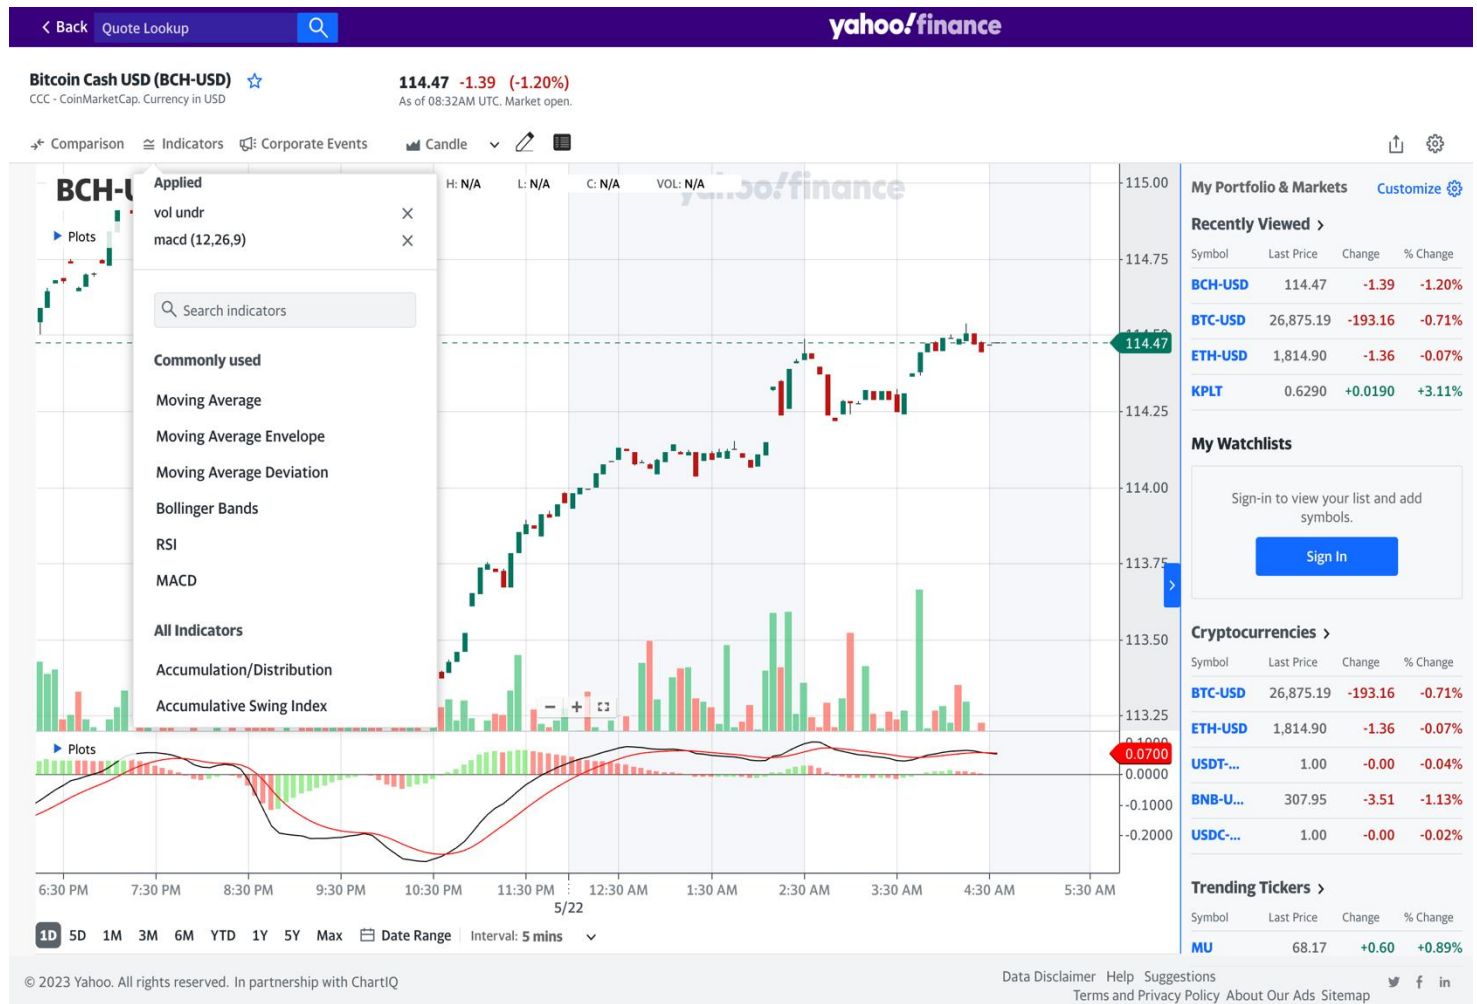 Back Quote Lookup
yahoo!finance
Bitcoin Cash USD (BCH-USD)
CCC - CoinMarketCap. Currency in USD
114.47 -1.39 (-1.20%)
As of 08:32AM UTC. Market open.
Comparison Indicators Corporate Events Candle
BCH-U
H: N/A L: N/A C: N/A VOL: N/A
yahoo!finance
Plots
Applied
vol undr
macd (12,26,9)
Search indicators
Commonly used
Moving Average
Moving Average Envelope
Moving Average Deviation
Bollinger Bands
RSI
MACD
All Indicators
Accumulation/Distribution
Accumulative Swing Index
115.00
114.75
114.50
114.47
114.25
114.00
113.75
113.50
113.25
Plots
0.1000
0.0700
0.0000
-0.1000
-0.2000
6:30 PM 7:30 PM 8:30 PM 9:30 PM 10:30 PM 11:30 PM 12:30 AM 1:30 AM 2:30 AM 3:30 AM 4:30 AM 5:30 AM
5/22
1D 5D 1M 3M 6M YTD 1Y 5Y Max Date Range Interval: 5 mins
My Portfolio & Markets Customize
Recently Viewed
Symbol Last Price Change % Change
BCH-USD 114.47 -1.39 -1.20%
BTC-USD 26,875.19 -193.16 -0.71%
ETH-USD 1,814.90 -1.36 -0.07%
KPLT 0.6290 +0.0190 +3.11%
My Watchlists
Sign-in to view your list and add
symbols.
Sign In
Cryptocurrencies
Symbol Last Price Change % Change
BTC-USD 26,875.19 -193.16 -0.71%
ETH-USD 1,814.90 -1.36 -0.07%
USDT-... 1.00 -0.00 -0.04%
BNB-U... 307.95 -3.51 -1.13%
USDC-... 1.00 -0.00 -0.02%
Trending Tickers
Symbol Last Price Change % Change
MU 68.17 +0.60 +0.89%
© 2023 Yahoo. All rights reserved. In partnership with ChartIQ
Data Disclaimer Help Suggestions
Terms and Privacy Policy About Our Ads Sitemap